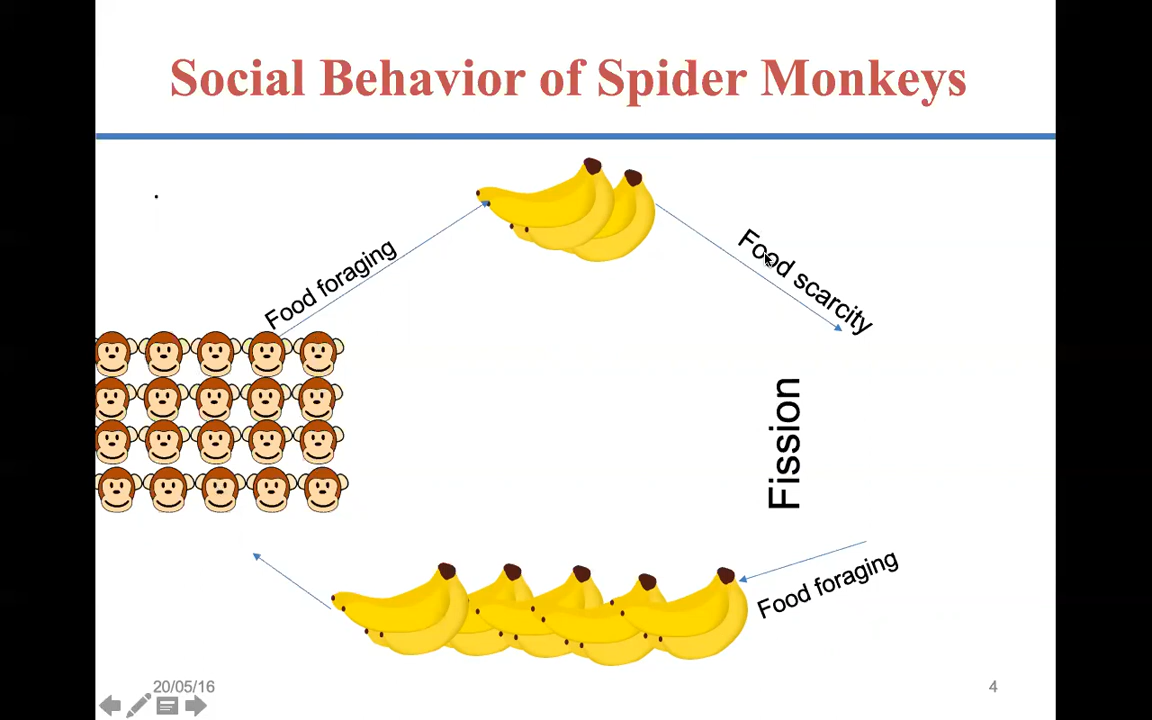 Social Behavior of Spider Monkeys
Food foraging
Food scarcity
Fission
Food foraging
20/05/16
4